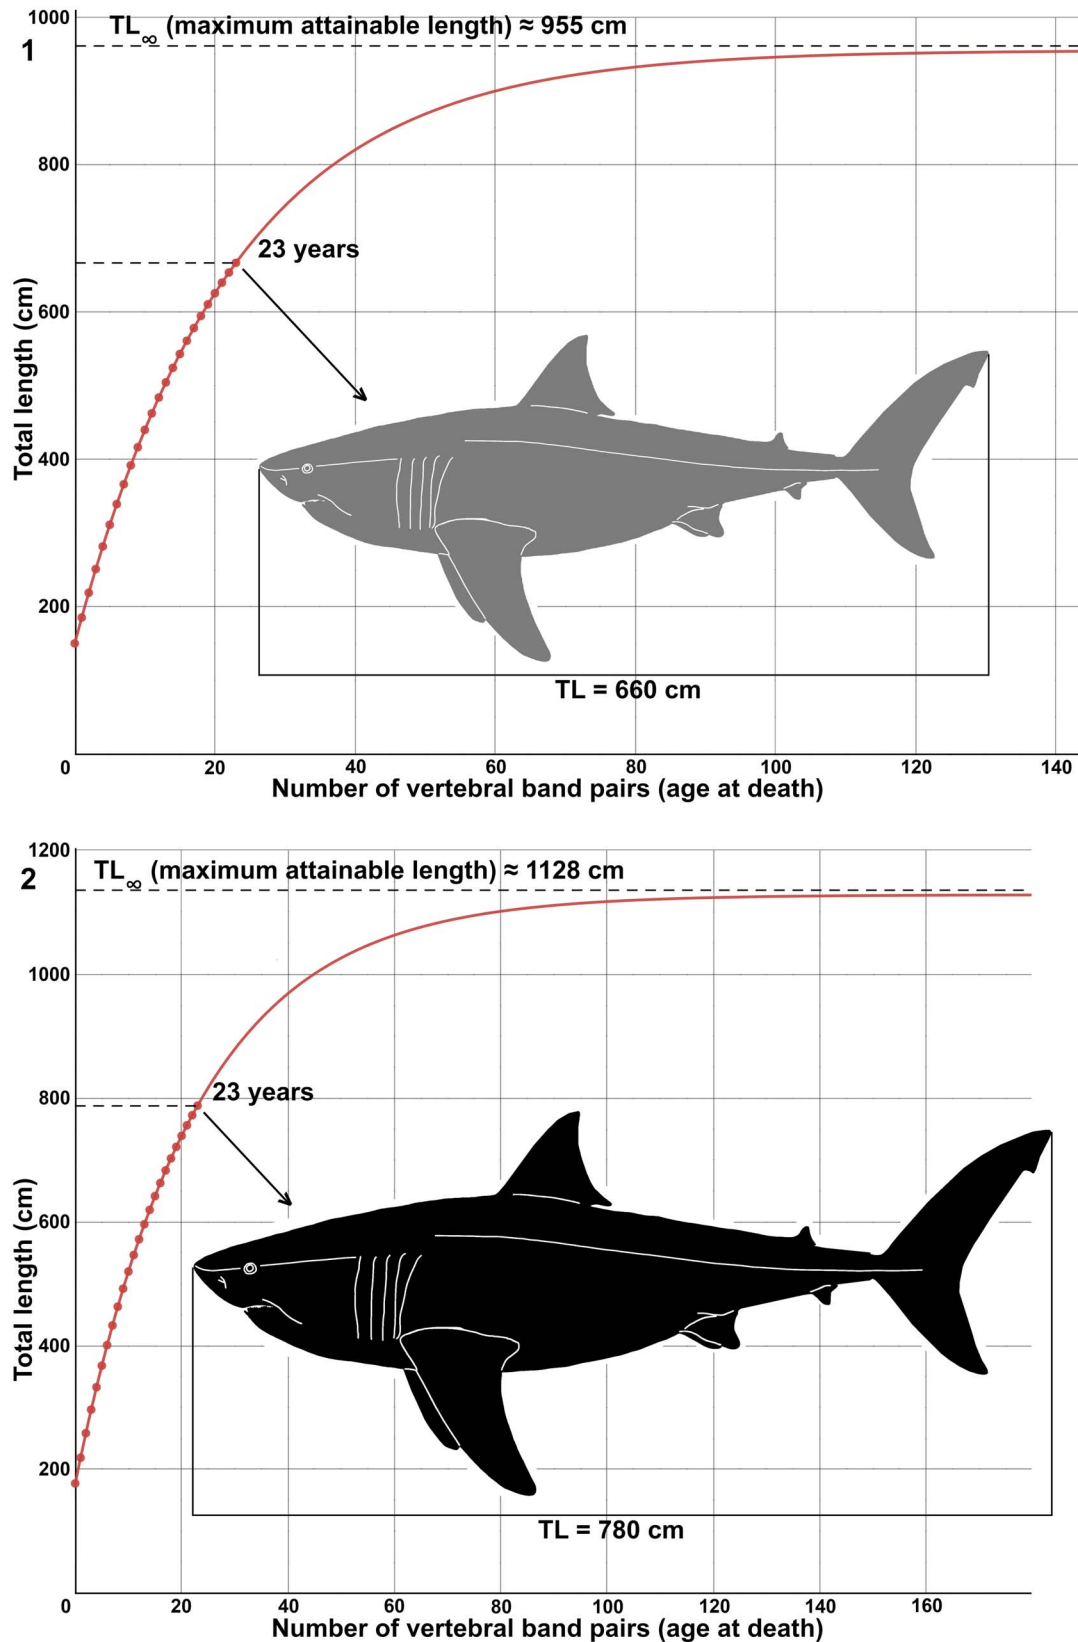 1
TL∞ (maximum attainable length) ≈ 955 cm
1000
800
600
400
200
0
Total length (cm)
23 years
TL = 660 cm
20 40 60 80 100 120 140
Number of vertebral band pairs (age at death)
2
TL∞ (maximum attainable length) ≈ 1128 cm
1200
1000
800
600
400
200
0
Total length (cm)
23 years
TL = 780 cm
20 40 60 80 100 120 140 160
Number of vertebral band pairs (age at death)